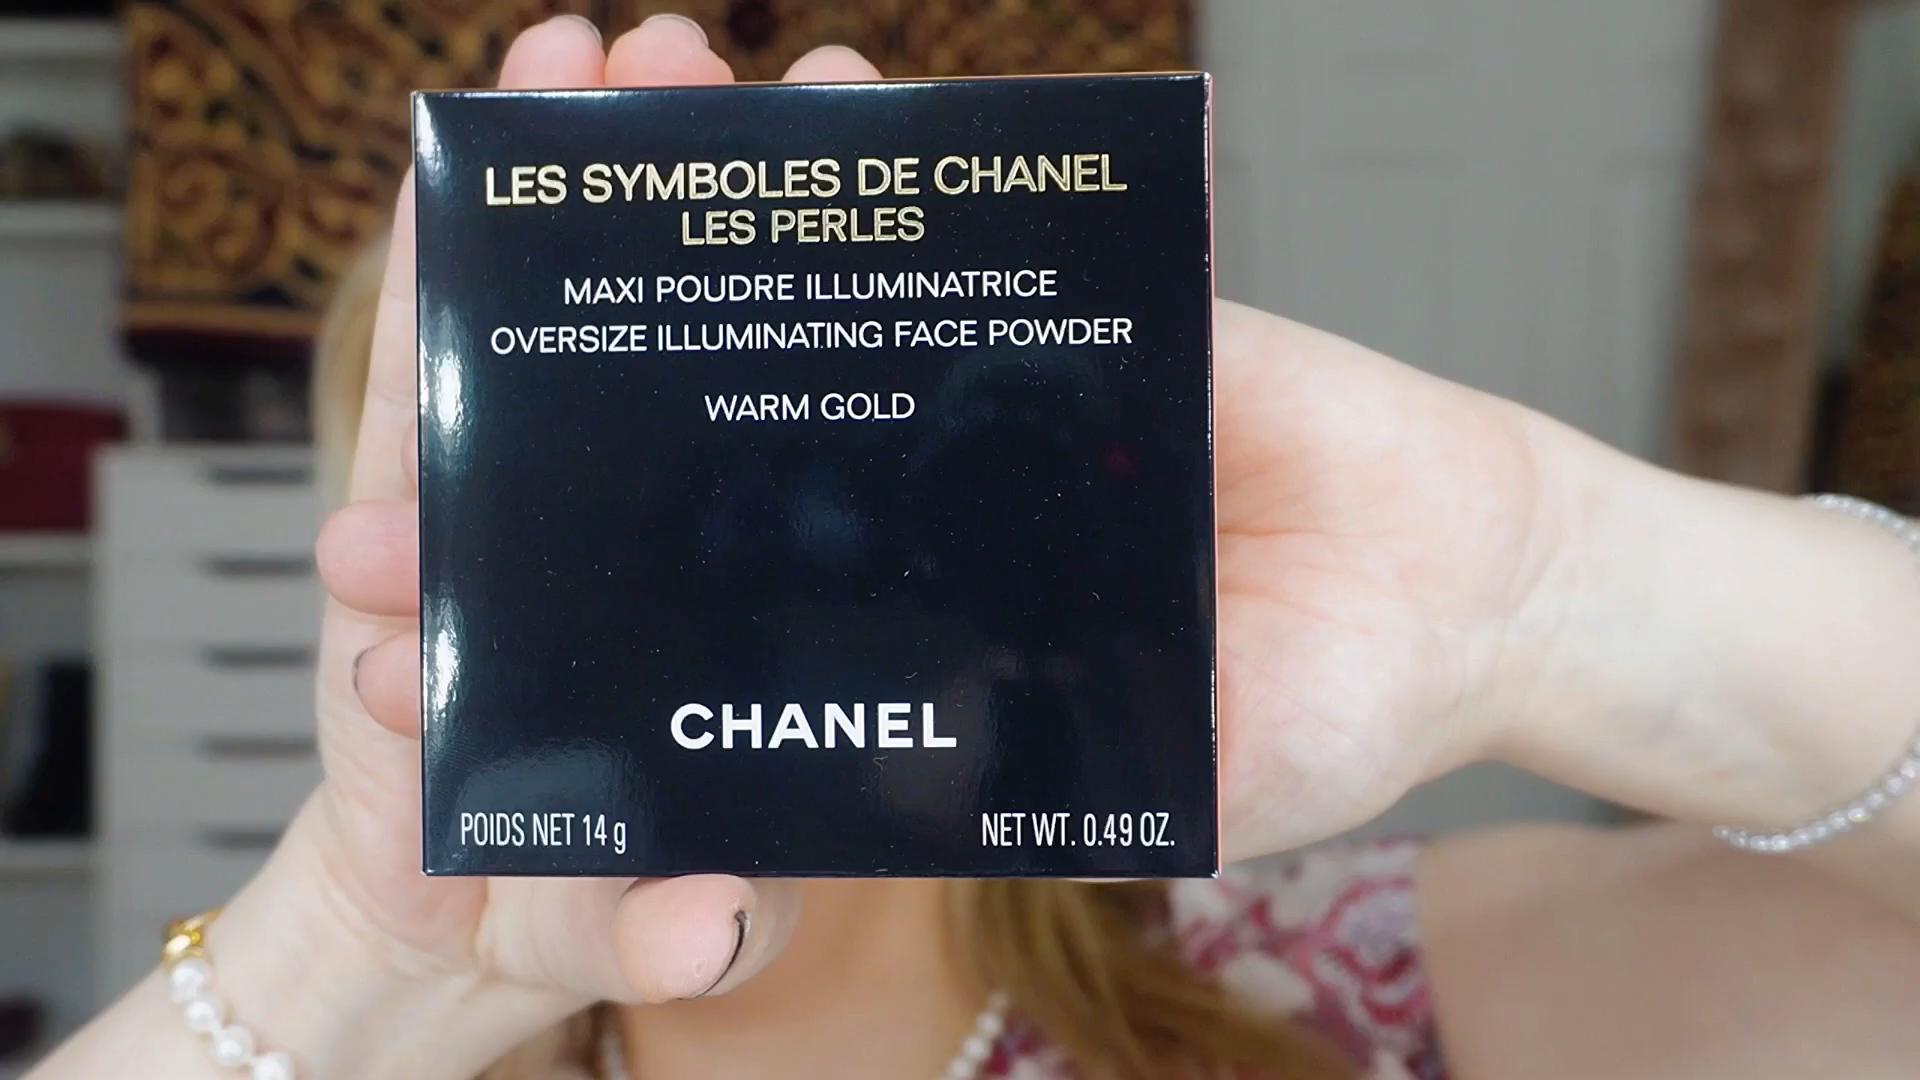 LES SYMBOLES DE CHANEL
LES PERLES
MAXI POUDRE ILLUMINATRICE
OVERSIZE ILLUMINATING FACE POWDER
WARM GOLD
CHANEL
POIDS NET 14 g NET WT. 0.49 OZ.